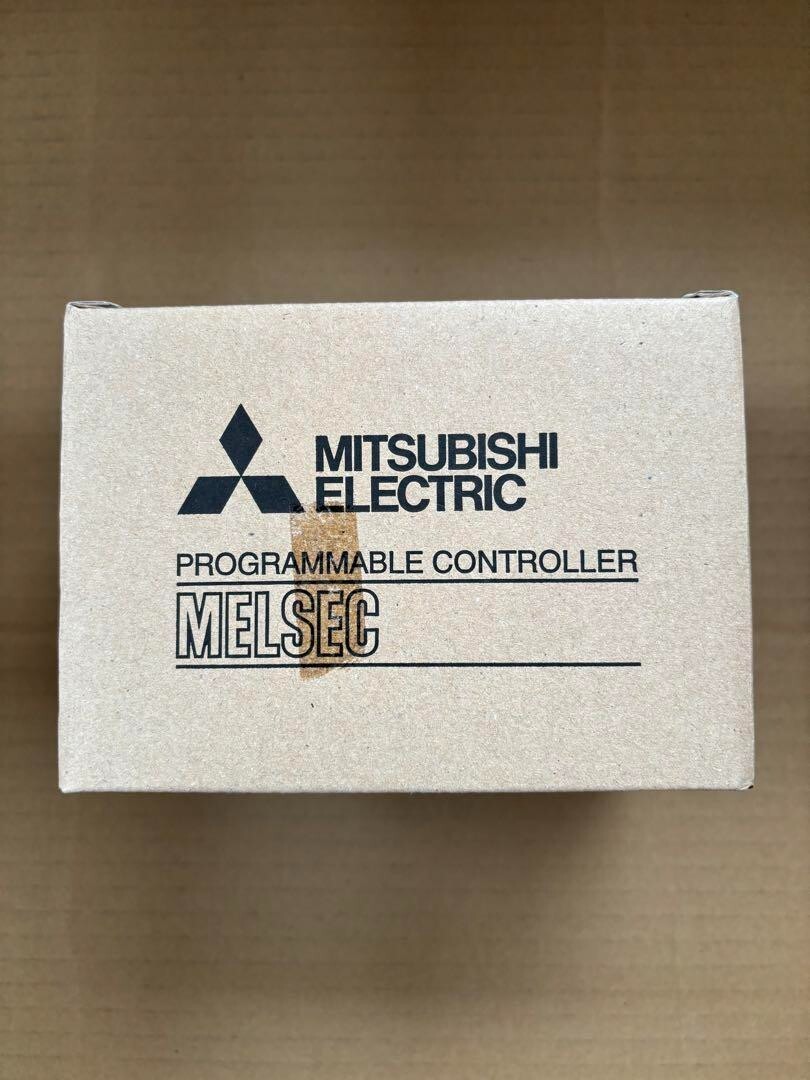 MITSUBISHI
ELECTRIC
PROGRAMMABLE CONTROLLER
MELSEC